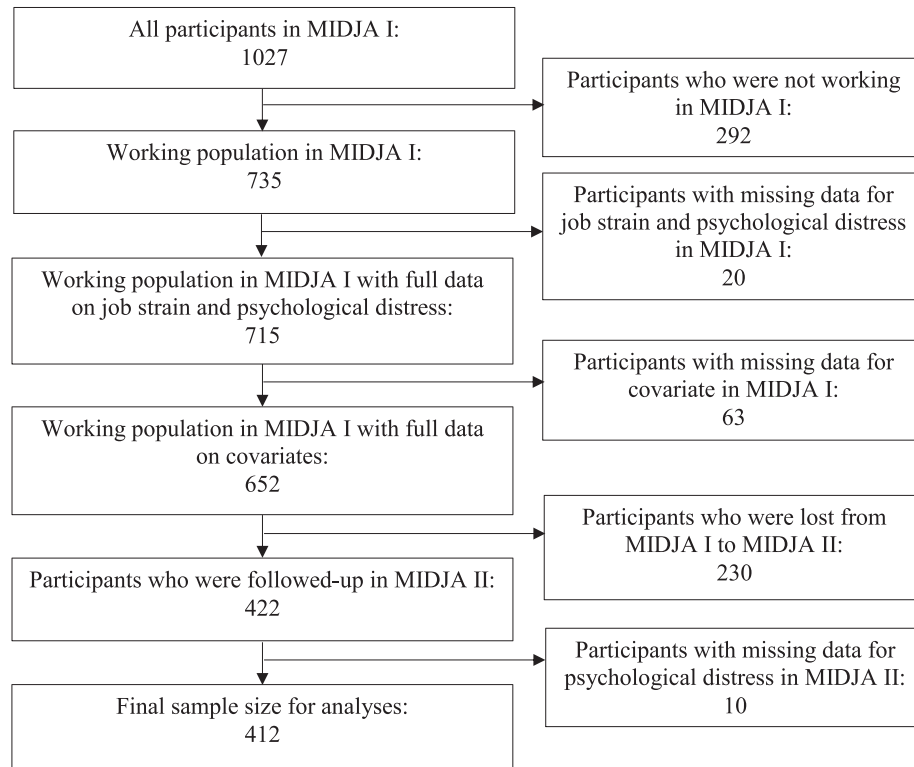 All participants in MIDJA I:
1027
Participants who were not working
in MIDJA I:
292
Working population in MIDJA I:
735
Participants with missing data for
job strain and psychological distress
in MIDJA I:
20
Working population in MIDJA I with full data
on job strain and psychological distress:
715
Participants with missing data for
covariate in MIDJA I:
63
Working population in MIDJA I with full data
on covariates:
652
Participants who were lost from
MIDJA I to MIDJA II:
230
Participants who were followed-up in MIDJA II:
422
Participants with missing data for
psychological distress in MIDJA II:
10
Final sample size for analyses:
412